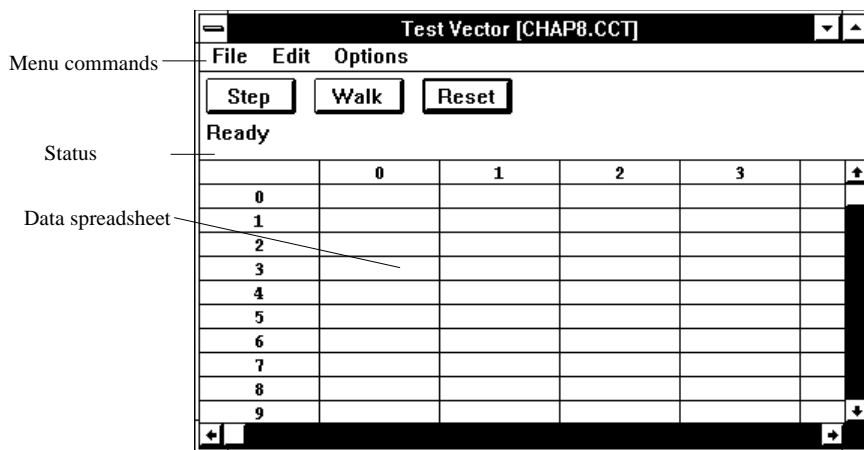 Test Vector [CHAP8.CCT]
Menu commands
File Edit Options
Step Walk Reset
Ready
Status
0 1 2 3
0
1
Data spreadsheet
2
3
4
5
6
7
8
9